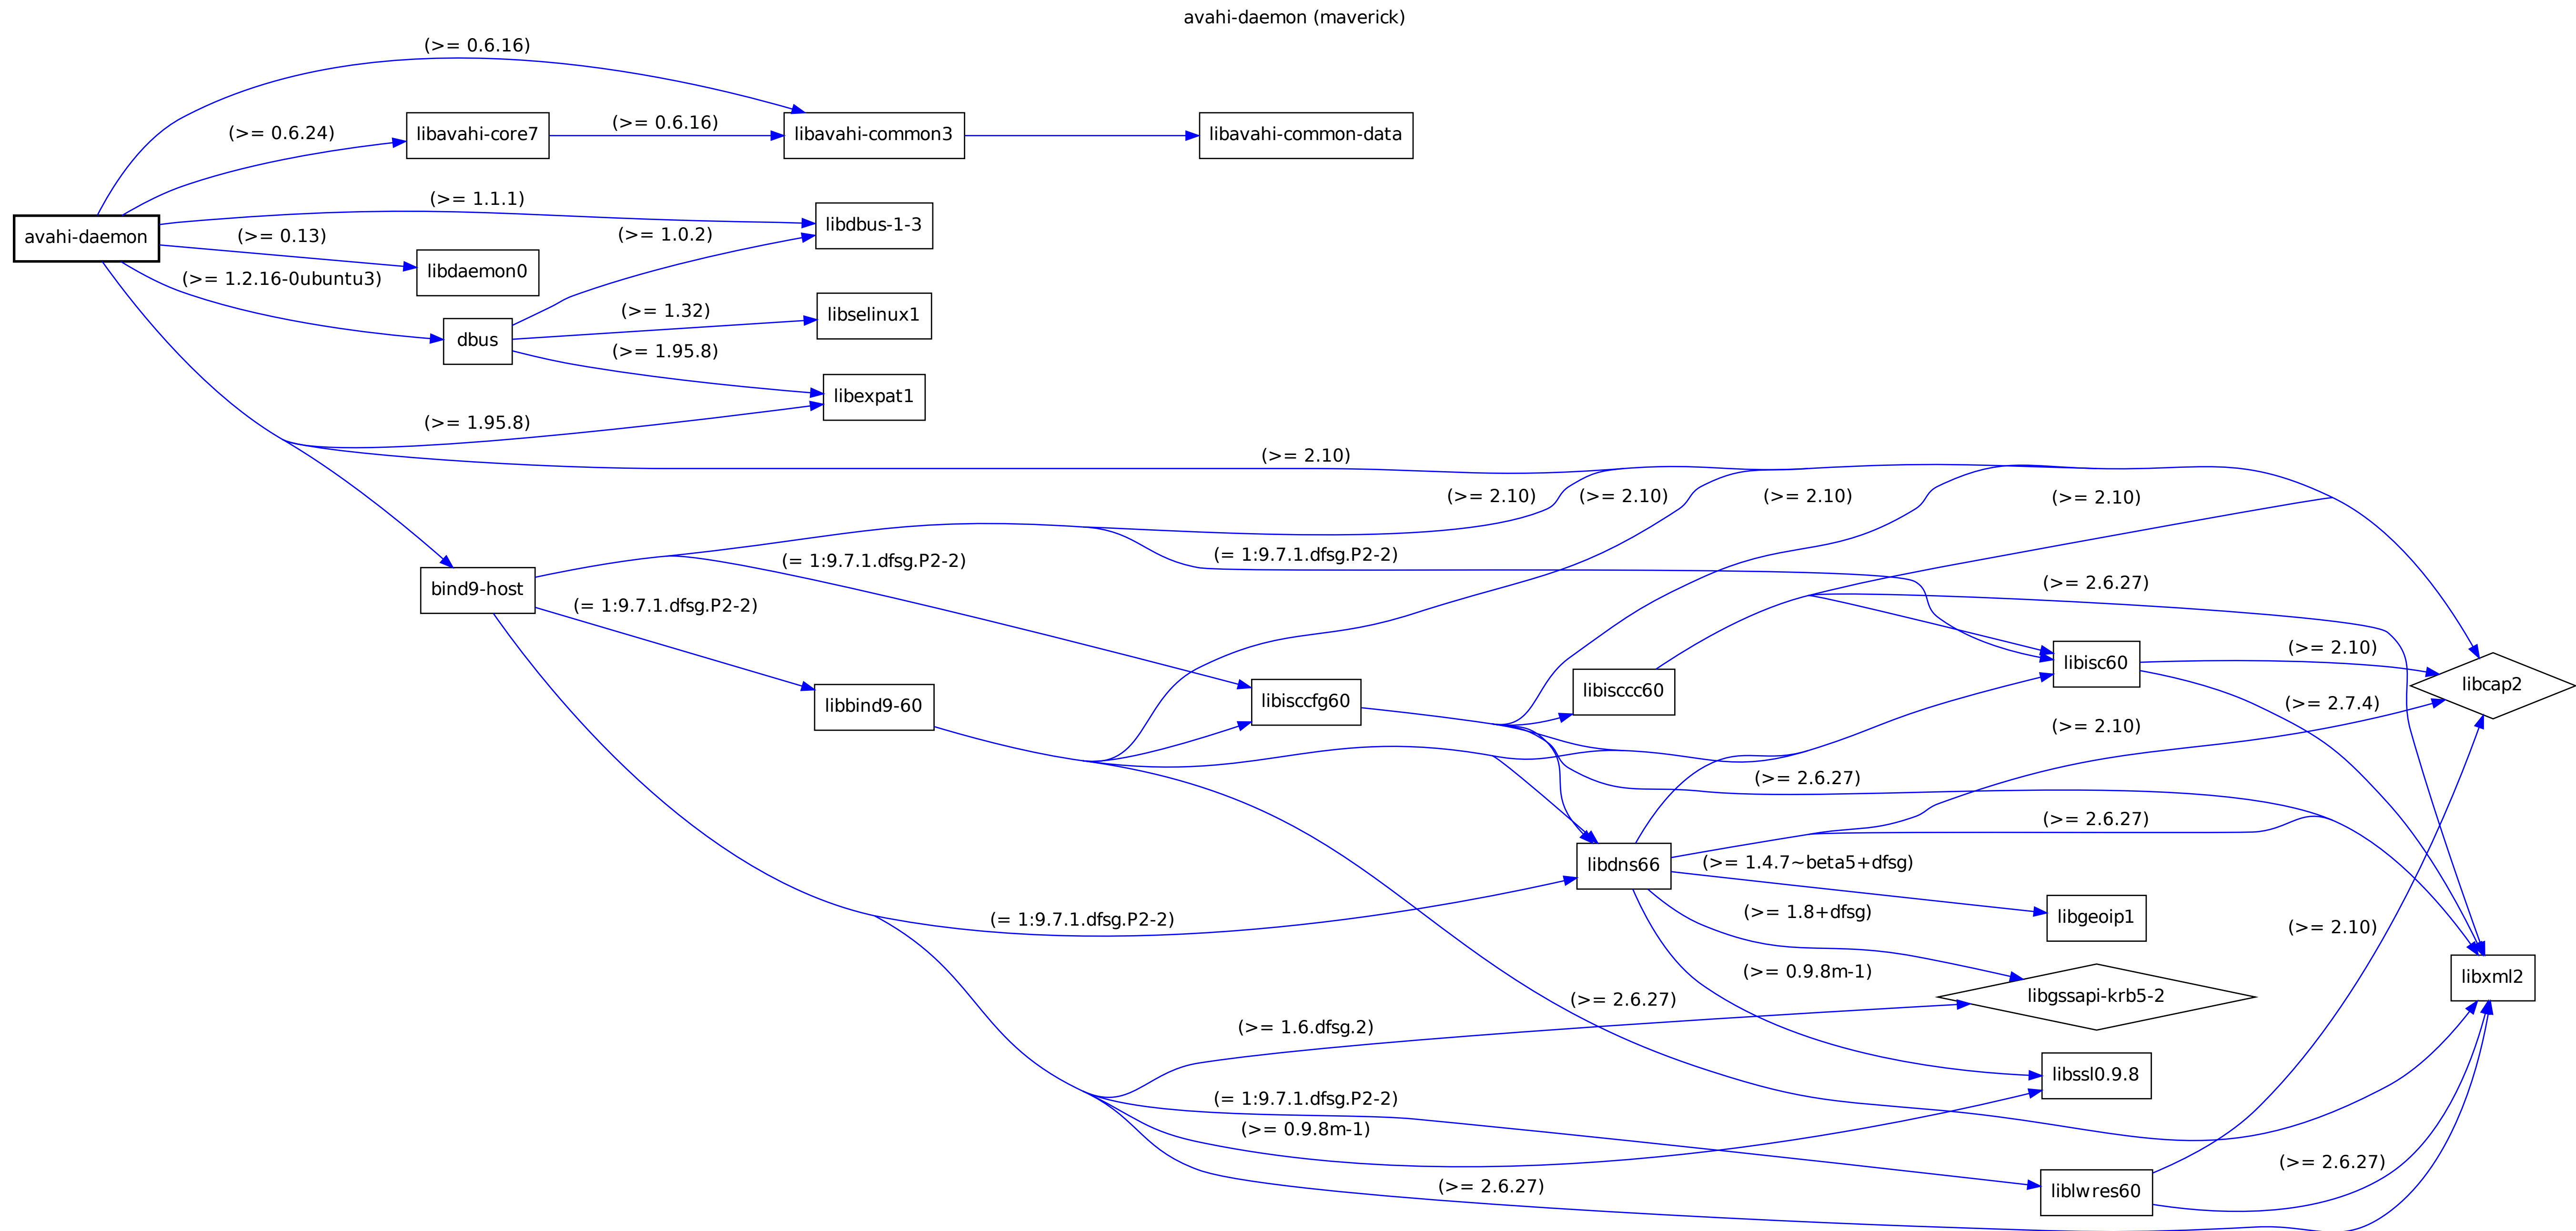 avahi-daemon (maverick)
(>= 0.6.16)
(>= 0.6.24)
libavahi-core7
(>= 0.6.16)
libavahi-common3
libavahi-common-data
(>= 1.1.1)
avahi-daemon
(>= 0.13)
(>= 1.0.2)
libdbus-1-3
libdaemon0
(>= 1.2.16-0ubuntu3)
(>= 1.32)
libselinux1
dbus
(>= 1.95.8)
libexpat1
(>= 1.95.8)
(>= 2.10)
(>= 2.10)
(>= 2.10)
(>= 2.10)
(>= 2.10)
(= 1:9.7.1.dfsg.P2-2)
(= 1:9.7.1.dfsg.P2-2)
bind9-host
(= 1:9.7.1.dfsg.P2-2)
(>= 2.6.27)
libbind9-60
libisccfg60
libisccc60
libisc60
(>= 2.10)
libcap2
(>= 2.7.4)
(>= 2.10)
(>= 2.6.27)
(>= 2.6.27)
libdns66
(>= 1.4.7~beta5+dfsg)
(>= 1.8+dfsg)
libgeoip1
(= 1:9.7.1.dfsg.P2-2)
(>= 2.10)
(>= 0.9.8m-1)
libxml2
(>= 2.6.27)
libgssapi-krb5-2
(>= 1.6.dfsg.2)
libssl0.9.8
(= 1:9.7.1.dfsg.P2-2)
(>= 0.9.8m-1)
(>= 2.6.27)
(>= 2.6.27)
liblwres60